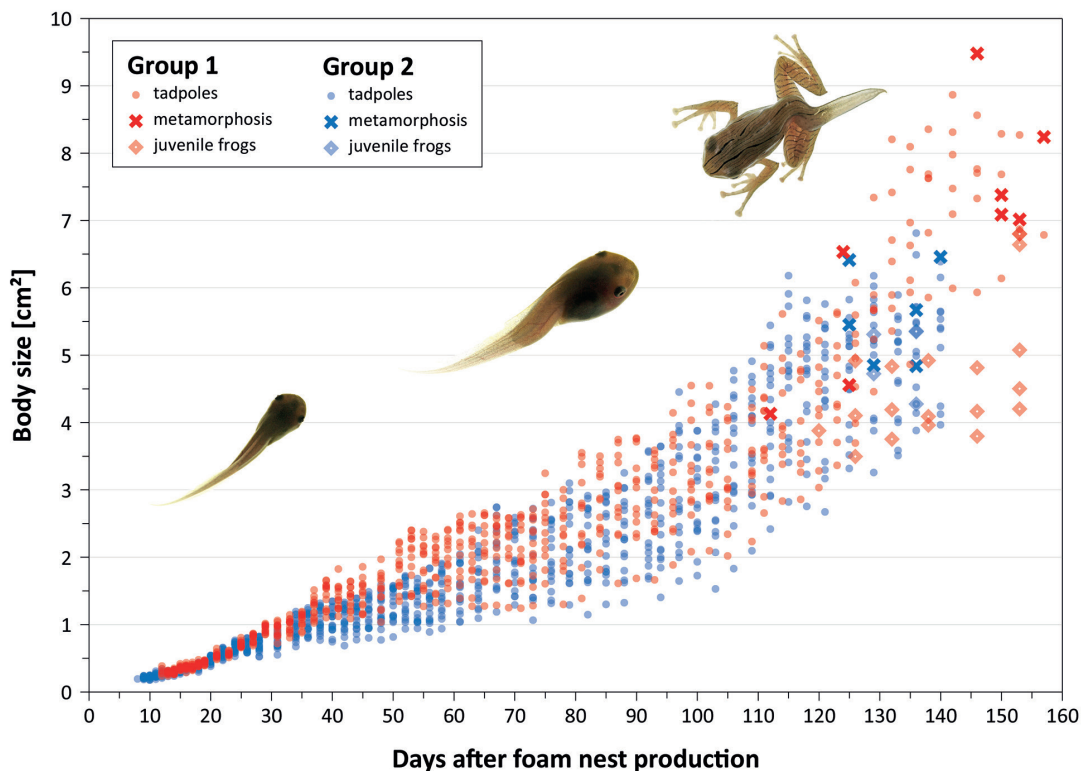 10
9
8
7
6
5
4
3
2
1
0
Body size [cm²]
Group 1
tadpoles
metamorphosis
juvenile frogs
Group 2
tadpoles
metamorphosis
juvenile frogs
0 10 20 30 40 50 60 70 80 90 100 110 120 130 140 150 160
Days after foam nest production